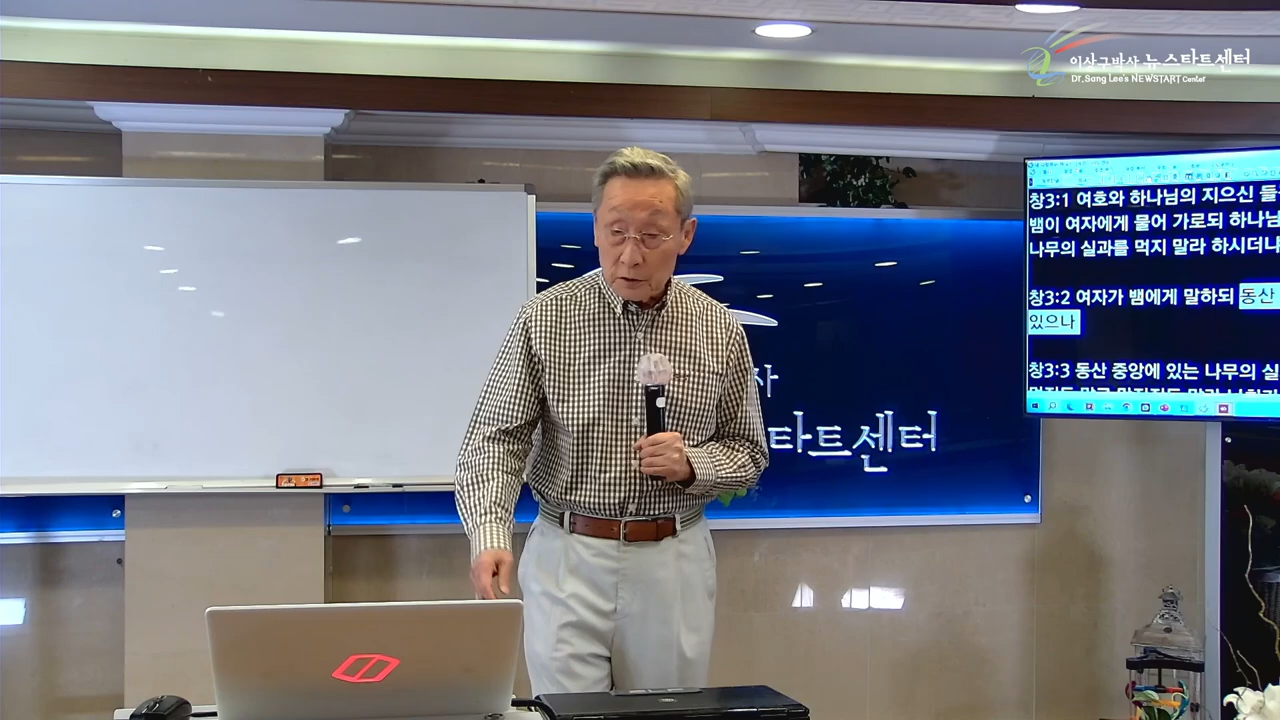 이상구박사 뉴스타트센터
Dr.Sang Lee's NEWSTART Center
창3:1 여호와 하나님의 지으신 들
뱀이 여자에게 물어 가로되 하나님
나무의 실과를 먹지 말라 하시더냐
창3:2 여자가 뱀에게 말하되 동산
있으나
창3:3 동산 중앙에 있는 나무의 실
사
타트센터